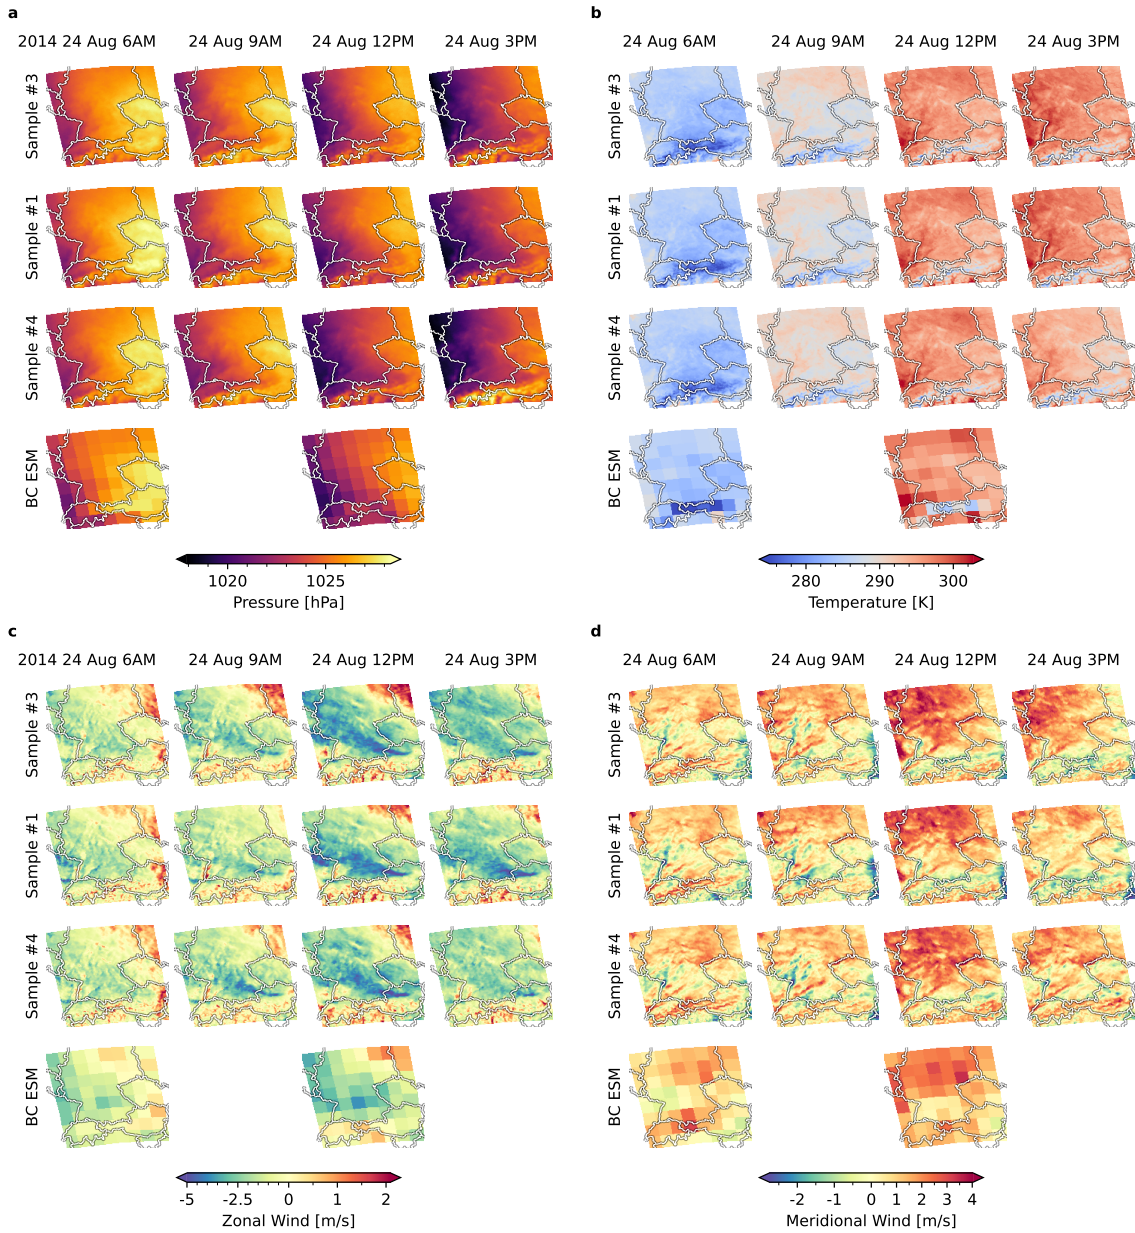 a
2014 24 Aug 6AM 24 Aug 9AM 24 Aug 12PM 24 Aug 3PM
Sample #3
Sample #1
Sample #4
BC ESM
1020 1025
Pressure [hPa]
b
24 Aug 6AM 24 Aug 9AM 24 Aug 12PM 24 Aug 3PM
Sample #3
Sample #1
Sample #4
BC ESM
280 290 300
Temperature [K]
c
2014 24 Aug 6AM 24 Aug 9AM 24 Aug 12PM 24 Aug 3PM
Sample #3
Sample #1
Sample #4
BC ESM
-5 -2.5 0 1 2
Zonal Wind [m/s]
d
24 Aug 6AM 24 Aug 9AM 24 Aug 12PM 24 Aug 3PM
Sample #3
Sample #1
Sample #4
BC ESM
-2 -1 0 1 2 3 4
Meridional Wind [m/s]